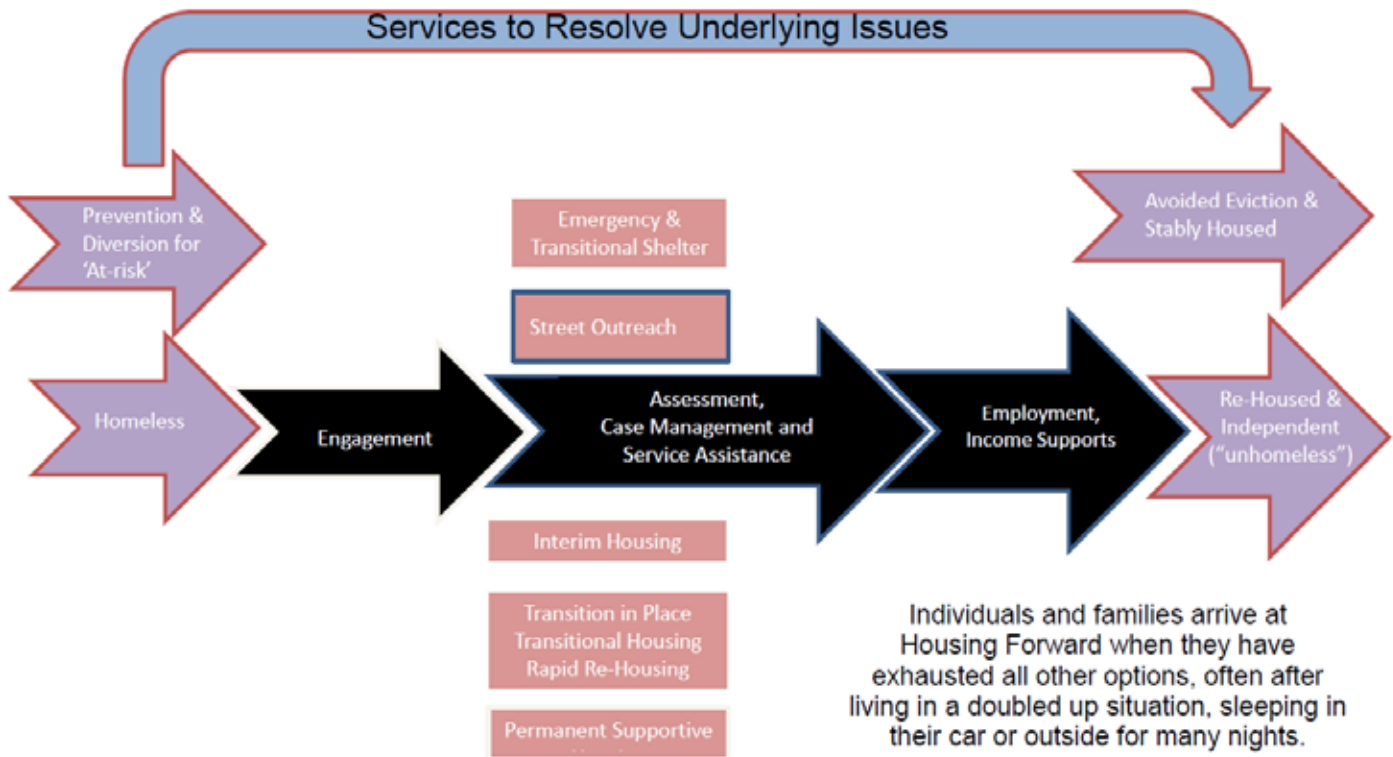 Services to Resolve Underlying Issues
Prevention &
Diversion for
'At-risk'
Emergency &
Transitional Shelter
Avoided Eviction &
Stably Housed
Street Outreach
Homeless
Engagement
Assessment,
Case Management and
Service Assistance
Employment,
Income Supports
Re-Housed &
Independent
("unhomeless")
Interim Housing
Transition in Place
Transitional Housing
Rapid Re-Housing
Permanent Supportive
Individuals and families arrive at
Housing Forward when they have
exhausted all other options, often after
living in a doubled up situation, sleeping in
their car or outside for many nights.